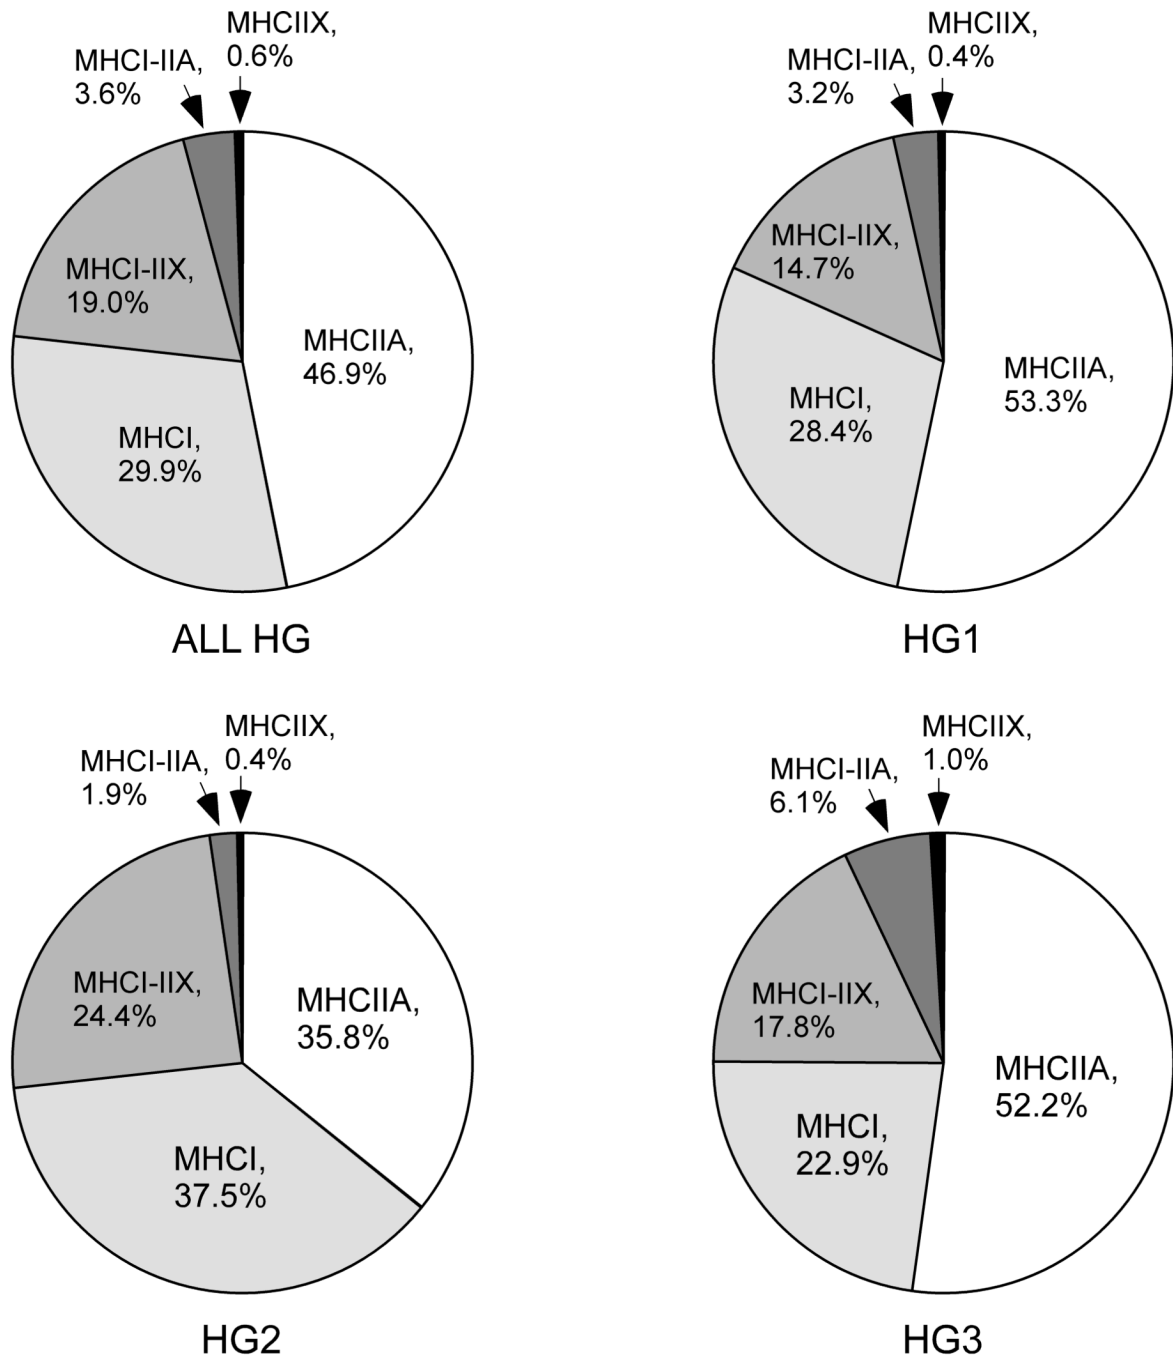 MHCIIX,
0.6%
MHCI-IIA,
3.6%
MHCI-IIX,
19.0%
MHCIIA,
46.9%
MHCI,
29.9%
ALL HG
MHCIIX,
0.4%
MHCI-IIA,
3.2%
MHCI-IIX,
14.7%
MHCIIA,
53.3%
MHCI,
28.4%
HG1
MHCIIX,
0.4%
MHCI-IIA,
1.9%
MHCI-IIX,
24.4%
MHCIIA,
35.8%
MHCI,
37.5%
HG2
MHCIIX,
1.0%
MHCI-IIA,
6.1%
MHCI-IIX,
17.8%
MHCIIA,
52.2%
MHCI,
22.9%
HG3